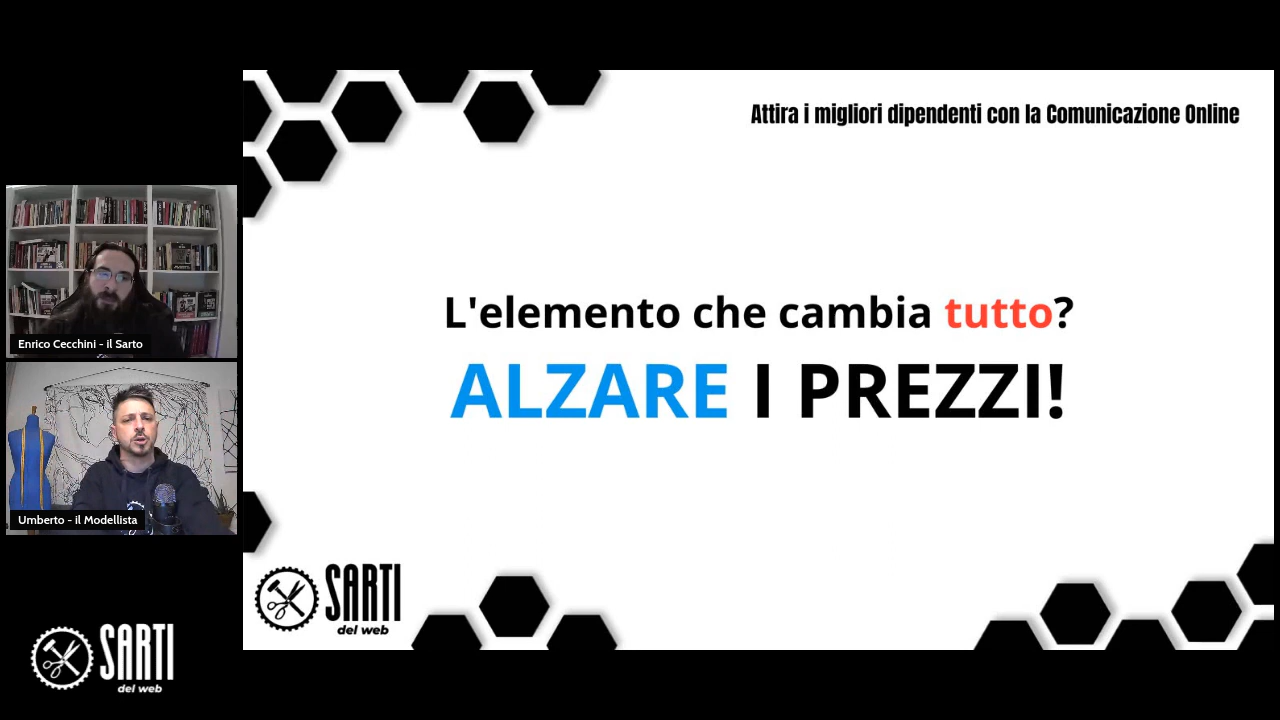 Attira i migliori dipendenti con la Comunicazione Online
L'elemento che cambia tutto?
ALZARE I PREZZI!
Enrico Cecchini - il Sarto
Umberto - il Modellista
SARTI
del web
SARTI
del web